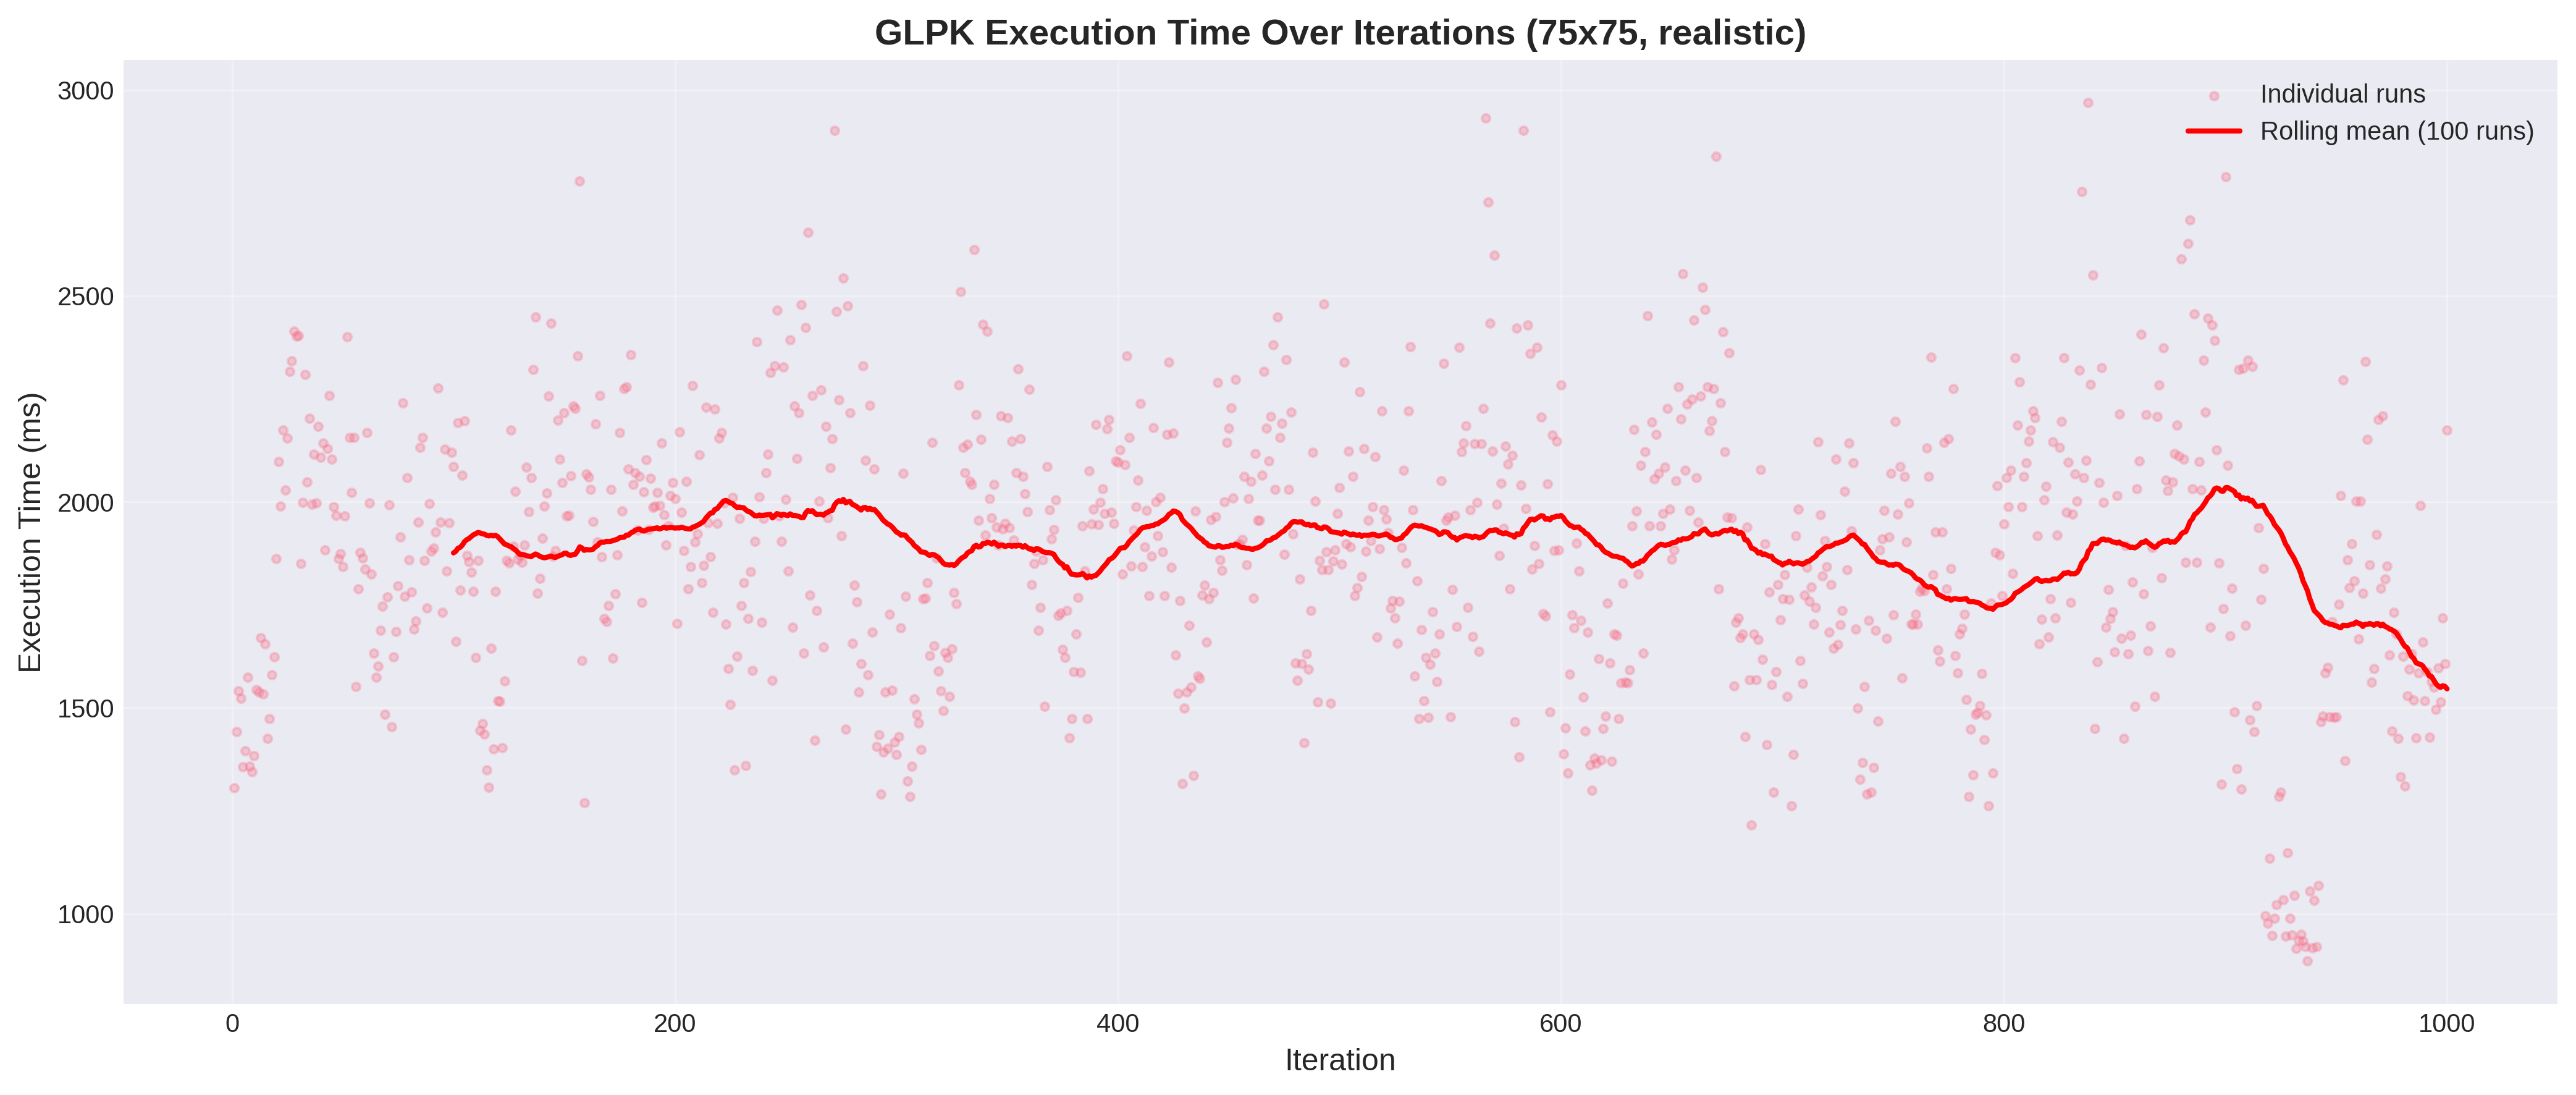 GLPK Execution Time Over Iterations (75x75, realistic)
Individual runs
Rolling mean (100 runs)
Execution Time (ms)
3000
2500
2000
1500
1000
0
200
400
600
800
1000
Iteration